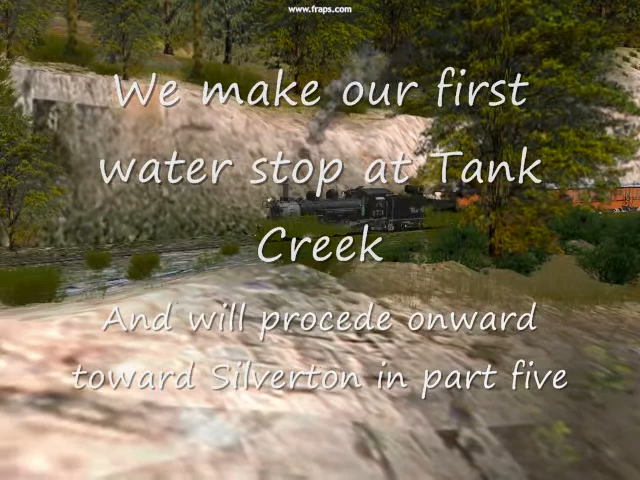 www.fraps.com
We make our first
water stop at Tank
Creek
And will procede onward
toward Silverton in part five